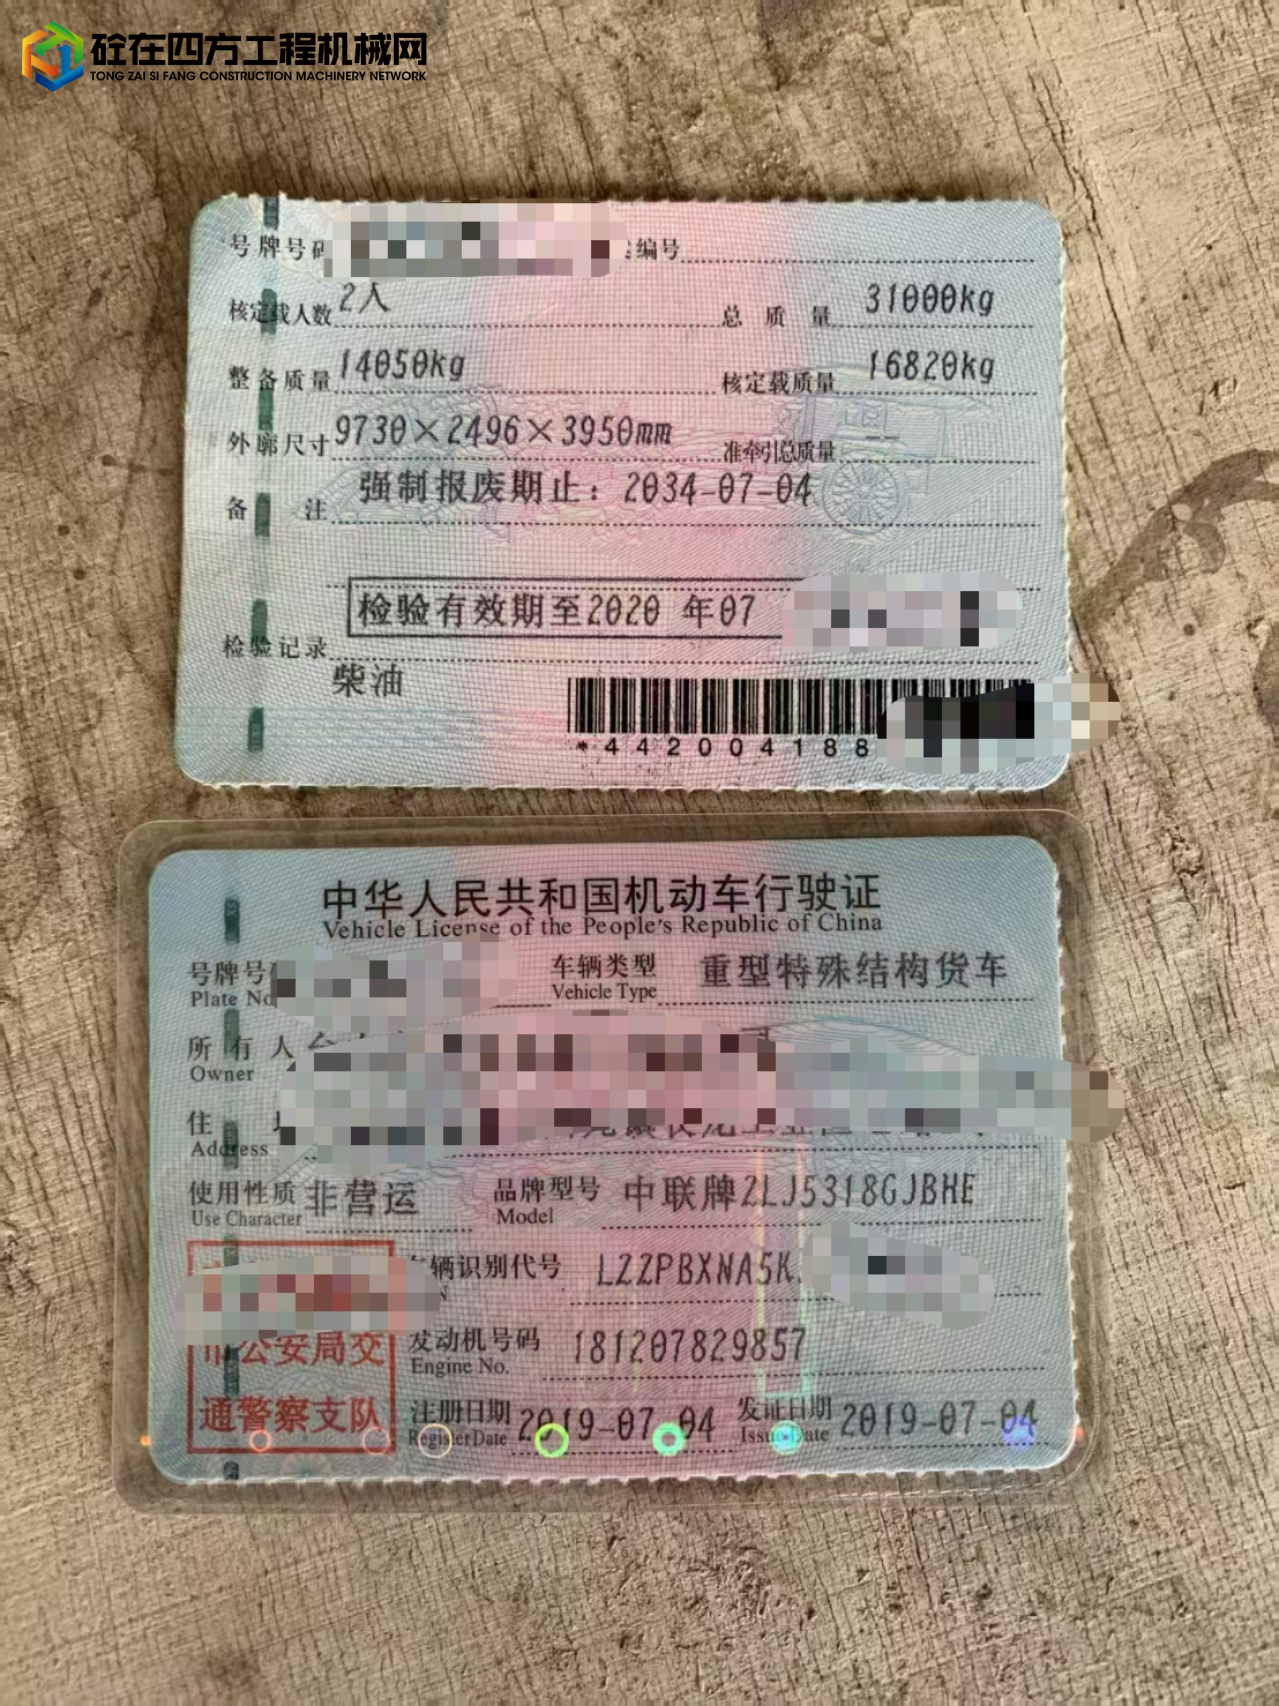 砼在四方工程机械网
TONG ZAI SI FANG CONSTRUCTION MACHINERY NETWORK
号牌号码 编号
核定载人数 2人 总质量 31000kg
整备质量 14050kg 核定载质量 16820kg
外廓尺寸 9730×2496×3950mm 准牵引总质量
备注 强制报废期止：2034-07-04
检验有效期至2020 年07
检验记录
柴油
*442004188
中华人民共和国机动车行驶证
Vehicle License of the People's Republic of China
号牌号 车辆类型 重型特殊结构货车
Plate No Vehicle Type
所有人
Owner
住
Address
使用性质 非营运 品牌型号 中联牌ZLJ5318GJBHE
Use Character Model
车辆识别代号 LZZPBXNA5K
N
发动机号码 181207829857
Engine No.
市公安局交
通警察支队
注册日期 2019-07-04 发证日期 2019-07-04
Register Date Issue Date